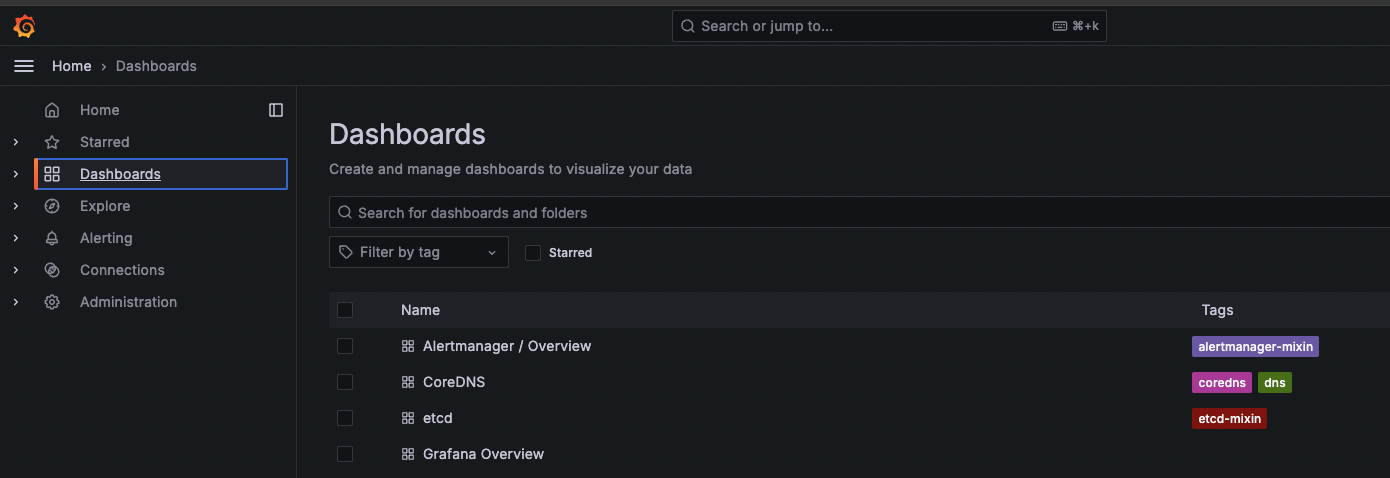 Search or jump to... ⌘+k
Home › Dashboards
Home
Starred
Dashboards
Explore
Alerting
Connections
Administration
Dashboards
Create and manage dashboards to visualize your data
Search for dashboards and folders
Filter by tag Starred
Name Tags
Alertmanager / Overview alertmanager-mixin
CoreDNS coredns dns
etcd etcd-mixin
Grafana Overview